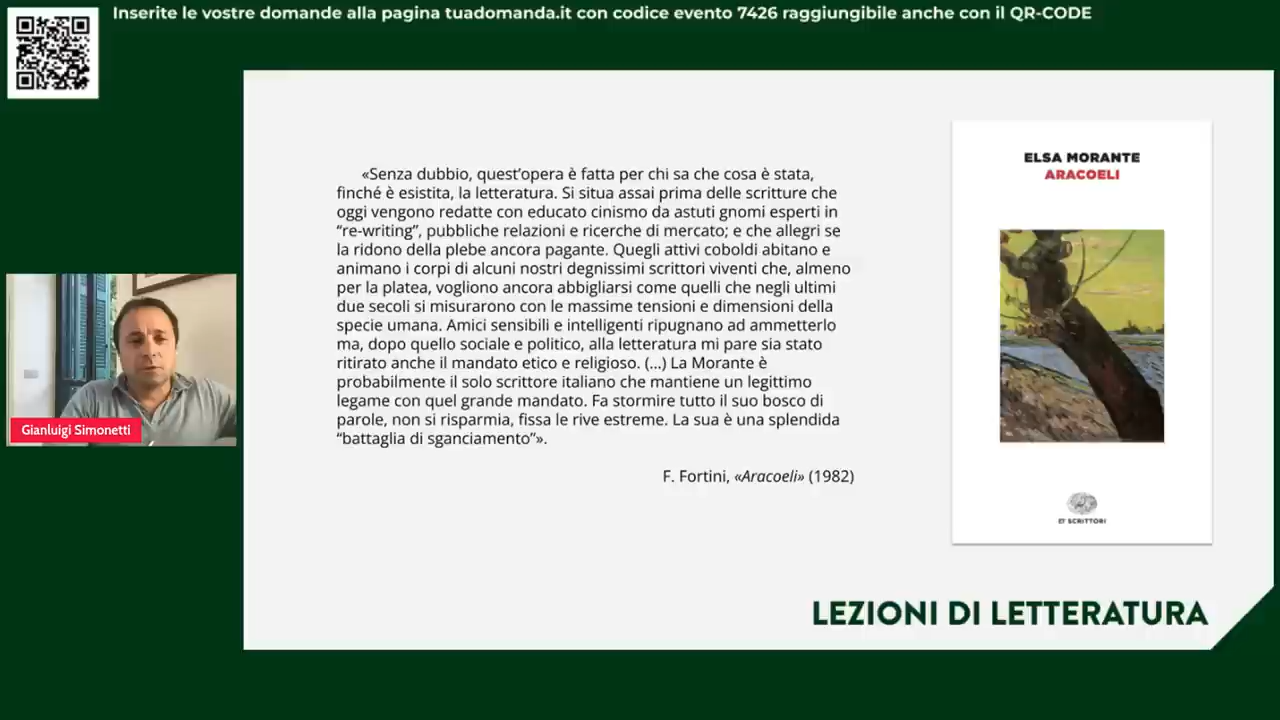 Inserite le vostre domande alla pagina tuadomanda.it con codice evento 7426 raggiungibile anche con il QR-CODE
«Senza dubbio, quest'opera è fatta per chi sa che cosa è stata,
finché è esistita, la letteratura. Si situa assai prima delle scritture che
oggi vengono redatte con educato cinismo da astuti gnomi esperti in
“re-writing”, pubbliche relazioni e ricerche di mercato; e che allegri se
la ridono della plebe ancora pagante. Quegli attivi coboldi abitano e
animano i corpi di alcuni nostri degnissimi scrittori viventi che, almeno
per la platea, vogliono ancora abbigliarsi come quelli che negli ultimi
due secoli si misurarono con le massime tensioni e dimensioni della
specie umana. Amici sensibili e intelligenti ripugnano ad ammetterlo
ma, dopo quello sociale e politico, alla letteratura mi pare sia stato
ritirato anche il mandato etico e religioso. (...) La Morante è
probabilmente il solo scrittore italiano che mantiene un legittimo
legame con quel grande mandato. Fa stormire tutto il suo bosco di
parole, non si risparmia, fissa le rive estreme. La sua è una splendida
“battaglia di sganciamento”».
F. Fortini, «Aracoeli» (1982)
ELSA MORANTE
ARACOELI
ET SCRITTORI
Gianluigi Simonetti
LEZIONI DI LETTERATURA